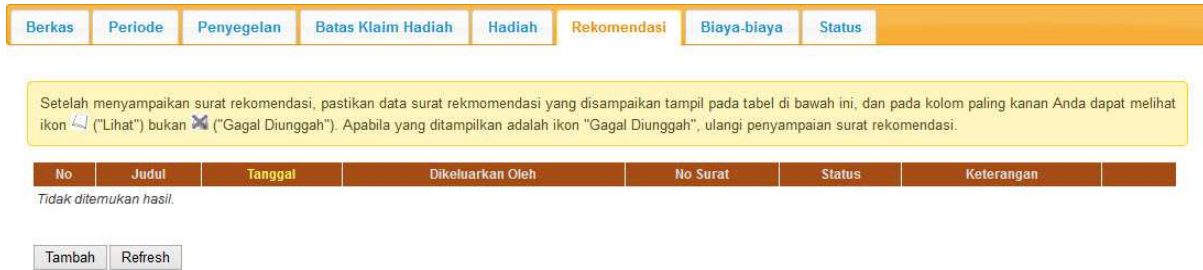 Berkas Periode Penyegelan Batas Klaim Hadiah Hadiah Rekomendasi Biaya-biaya Status
Setelah menyampaikan surat rekomendasi, pastikan data surat rekmomendasi yang disampaikan tampil pada tabel di bawah ini, dan pada kolom paling kanan Anda dapat melihat
ikon ("Lihat") bukan ("Gagal Diunggah"). Apabila yang ditampilkan adalah ikon "Gagal Diunggah", ulangi penyampaian surat rekomendasi.
No Judul Tanggal Dikeluarkan Oleh No Surat Status Keterangan
Tidak ditemukan hasil.
Tambah Refresh